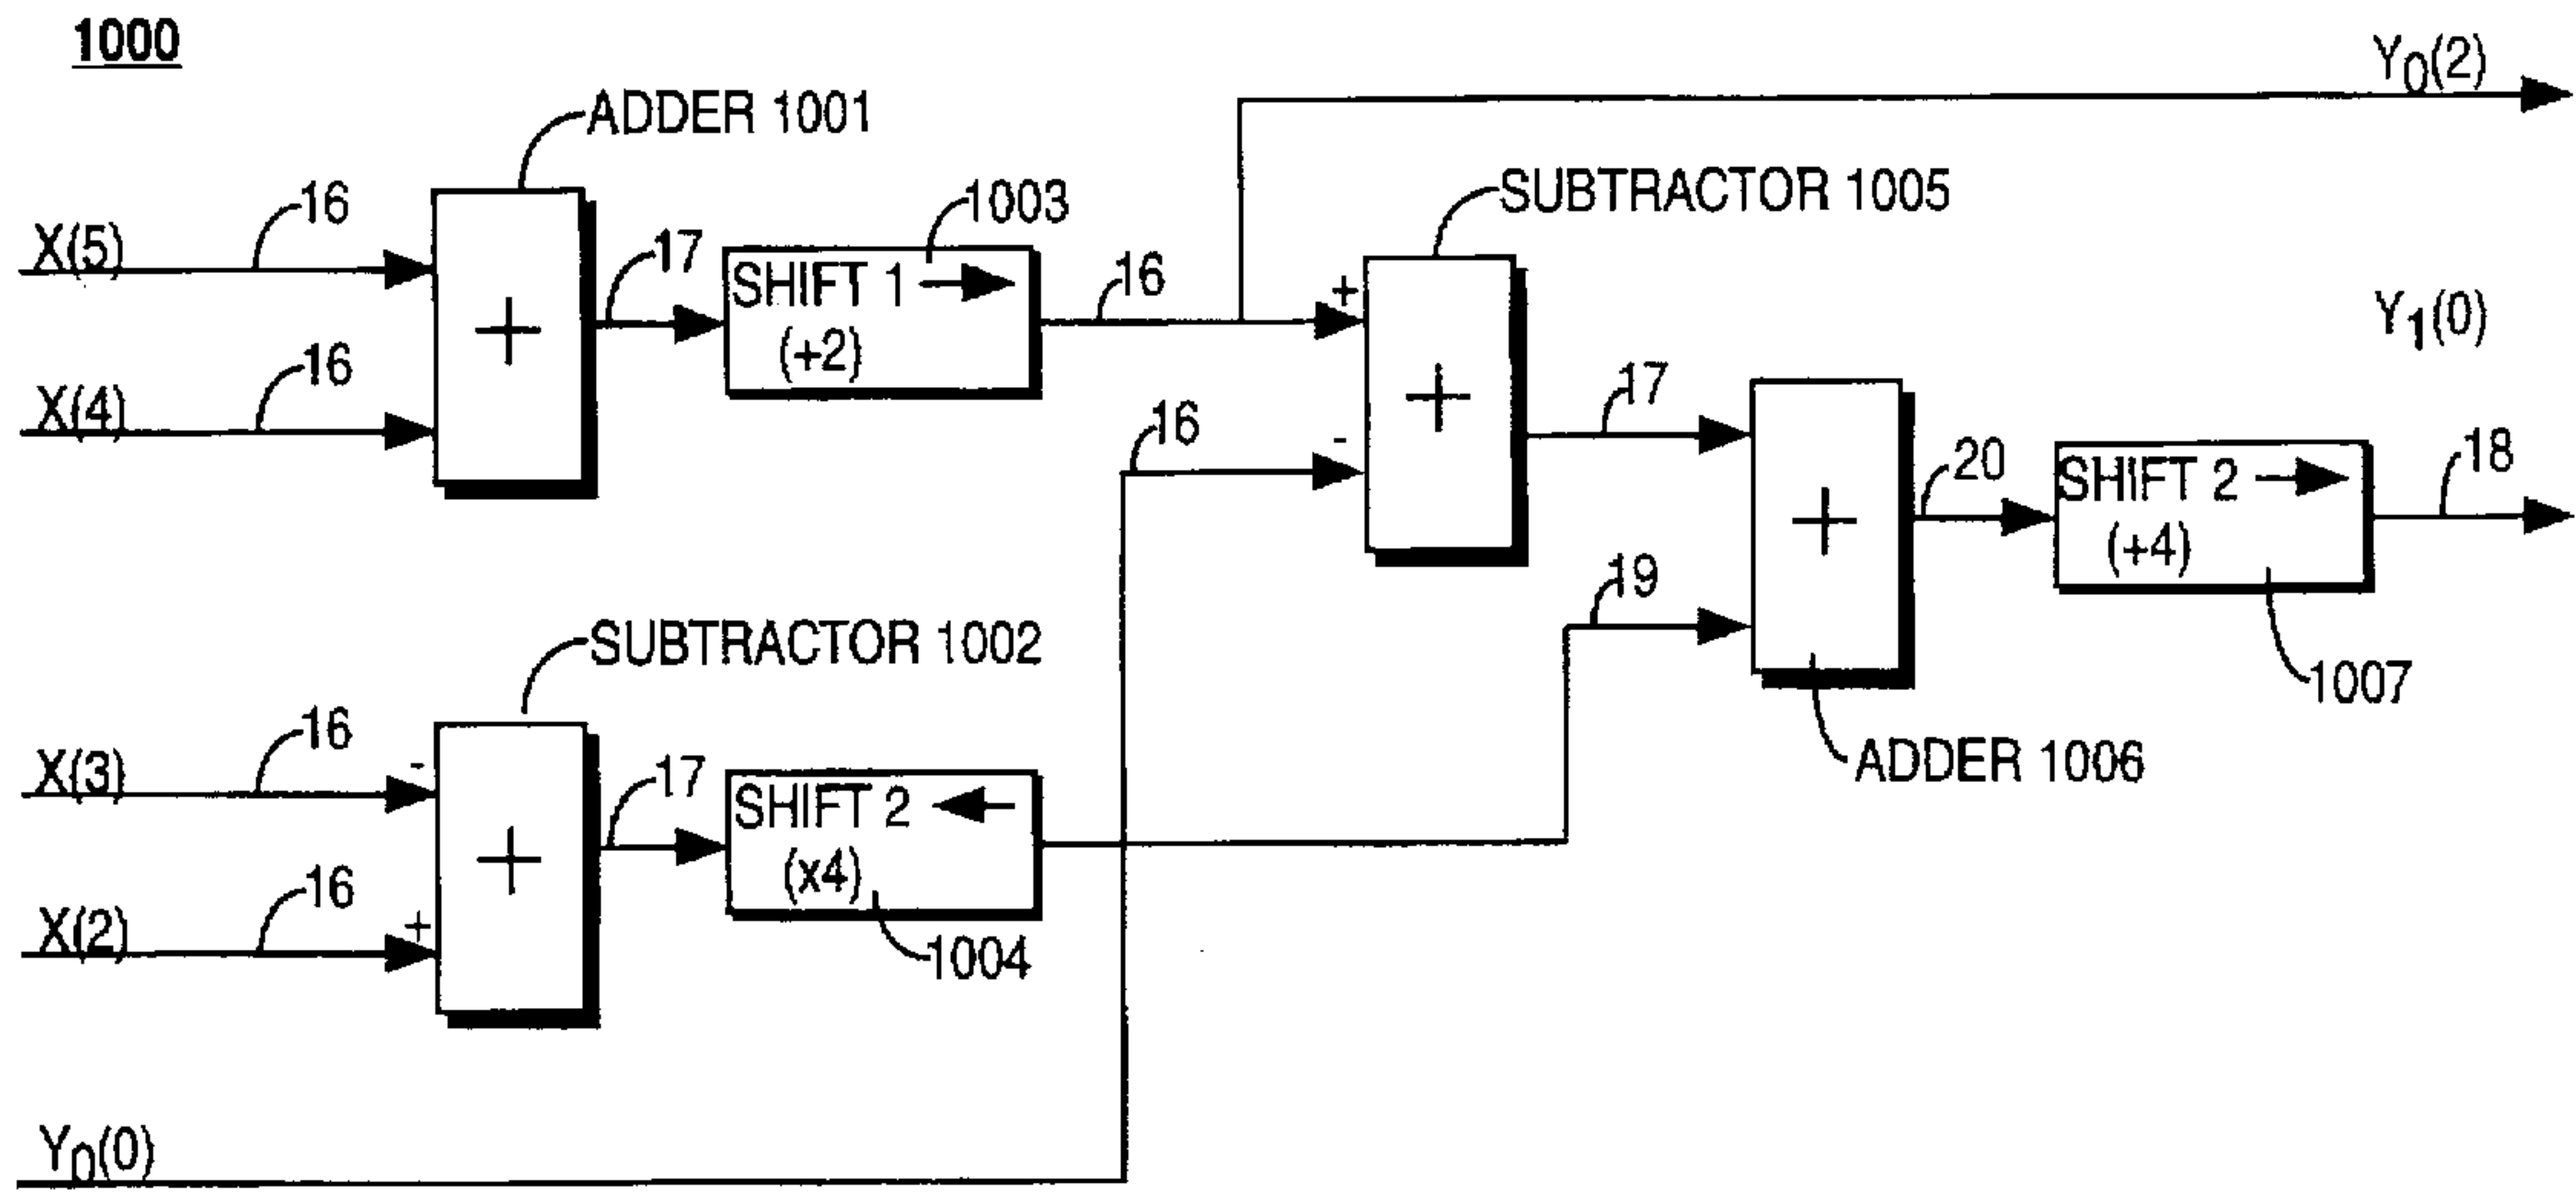 1000
Y0(2)
ADDER 1001
16
X(5)
17
SHIFT 1
(+2)
1003
16
SUBTRACTOR 1005
+
Y1(0)
16
X(4)
+
+
16
-
17
20
SHIFT 2
(+4)
18
+
19
1007
SUBTRACTOR 1002
ADDER 1006
16
X(3)
-
17
SHIFT 2
(x4)
+
16
X(2)
+
1004
Y0(0)